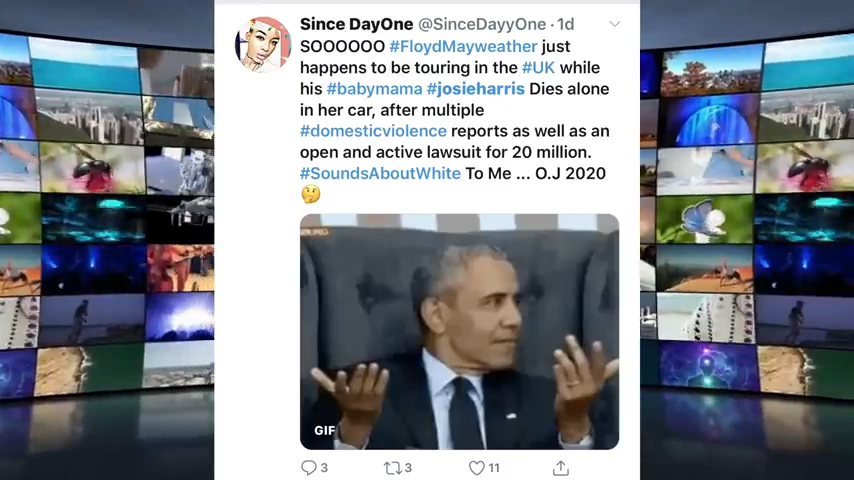 Since DayOne @SinceDayyOne · 1d
SOOOOOO #FloydMayweather just
happens to be touring in the #UK while
his #babymama #josieharris Dies alone
in her car, after multiple
#domesticviolence reports as well as an
open and active lawsuit for 20 million.
#SoundsAboutWhite To Me ... O.J 2020
🤔
GIF
3 3 11